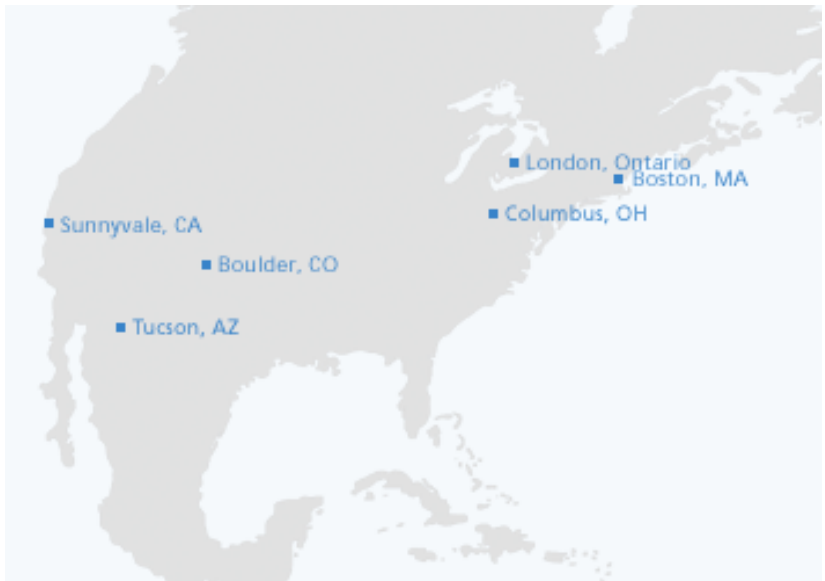 London, Ontario
Boston, MA
Columbus, OH
Sunnyvale, CA
Boulder, CO
Tucson, AZ